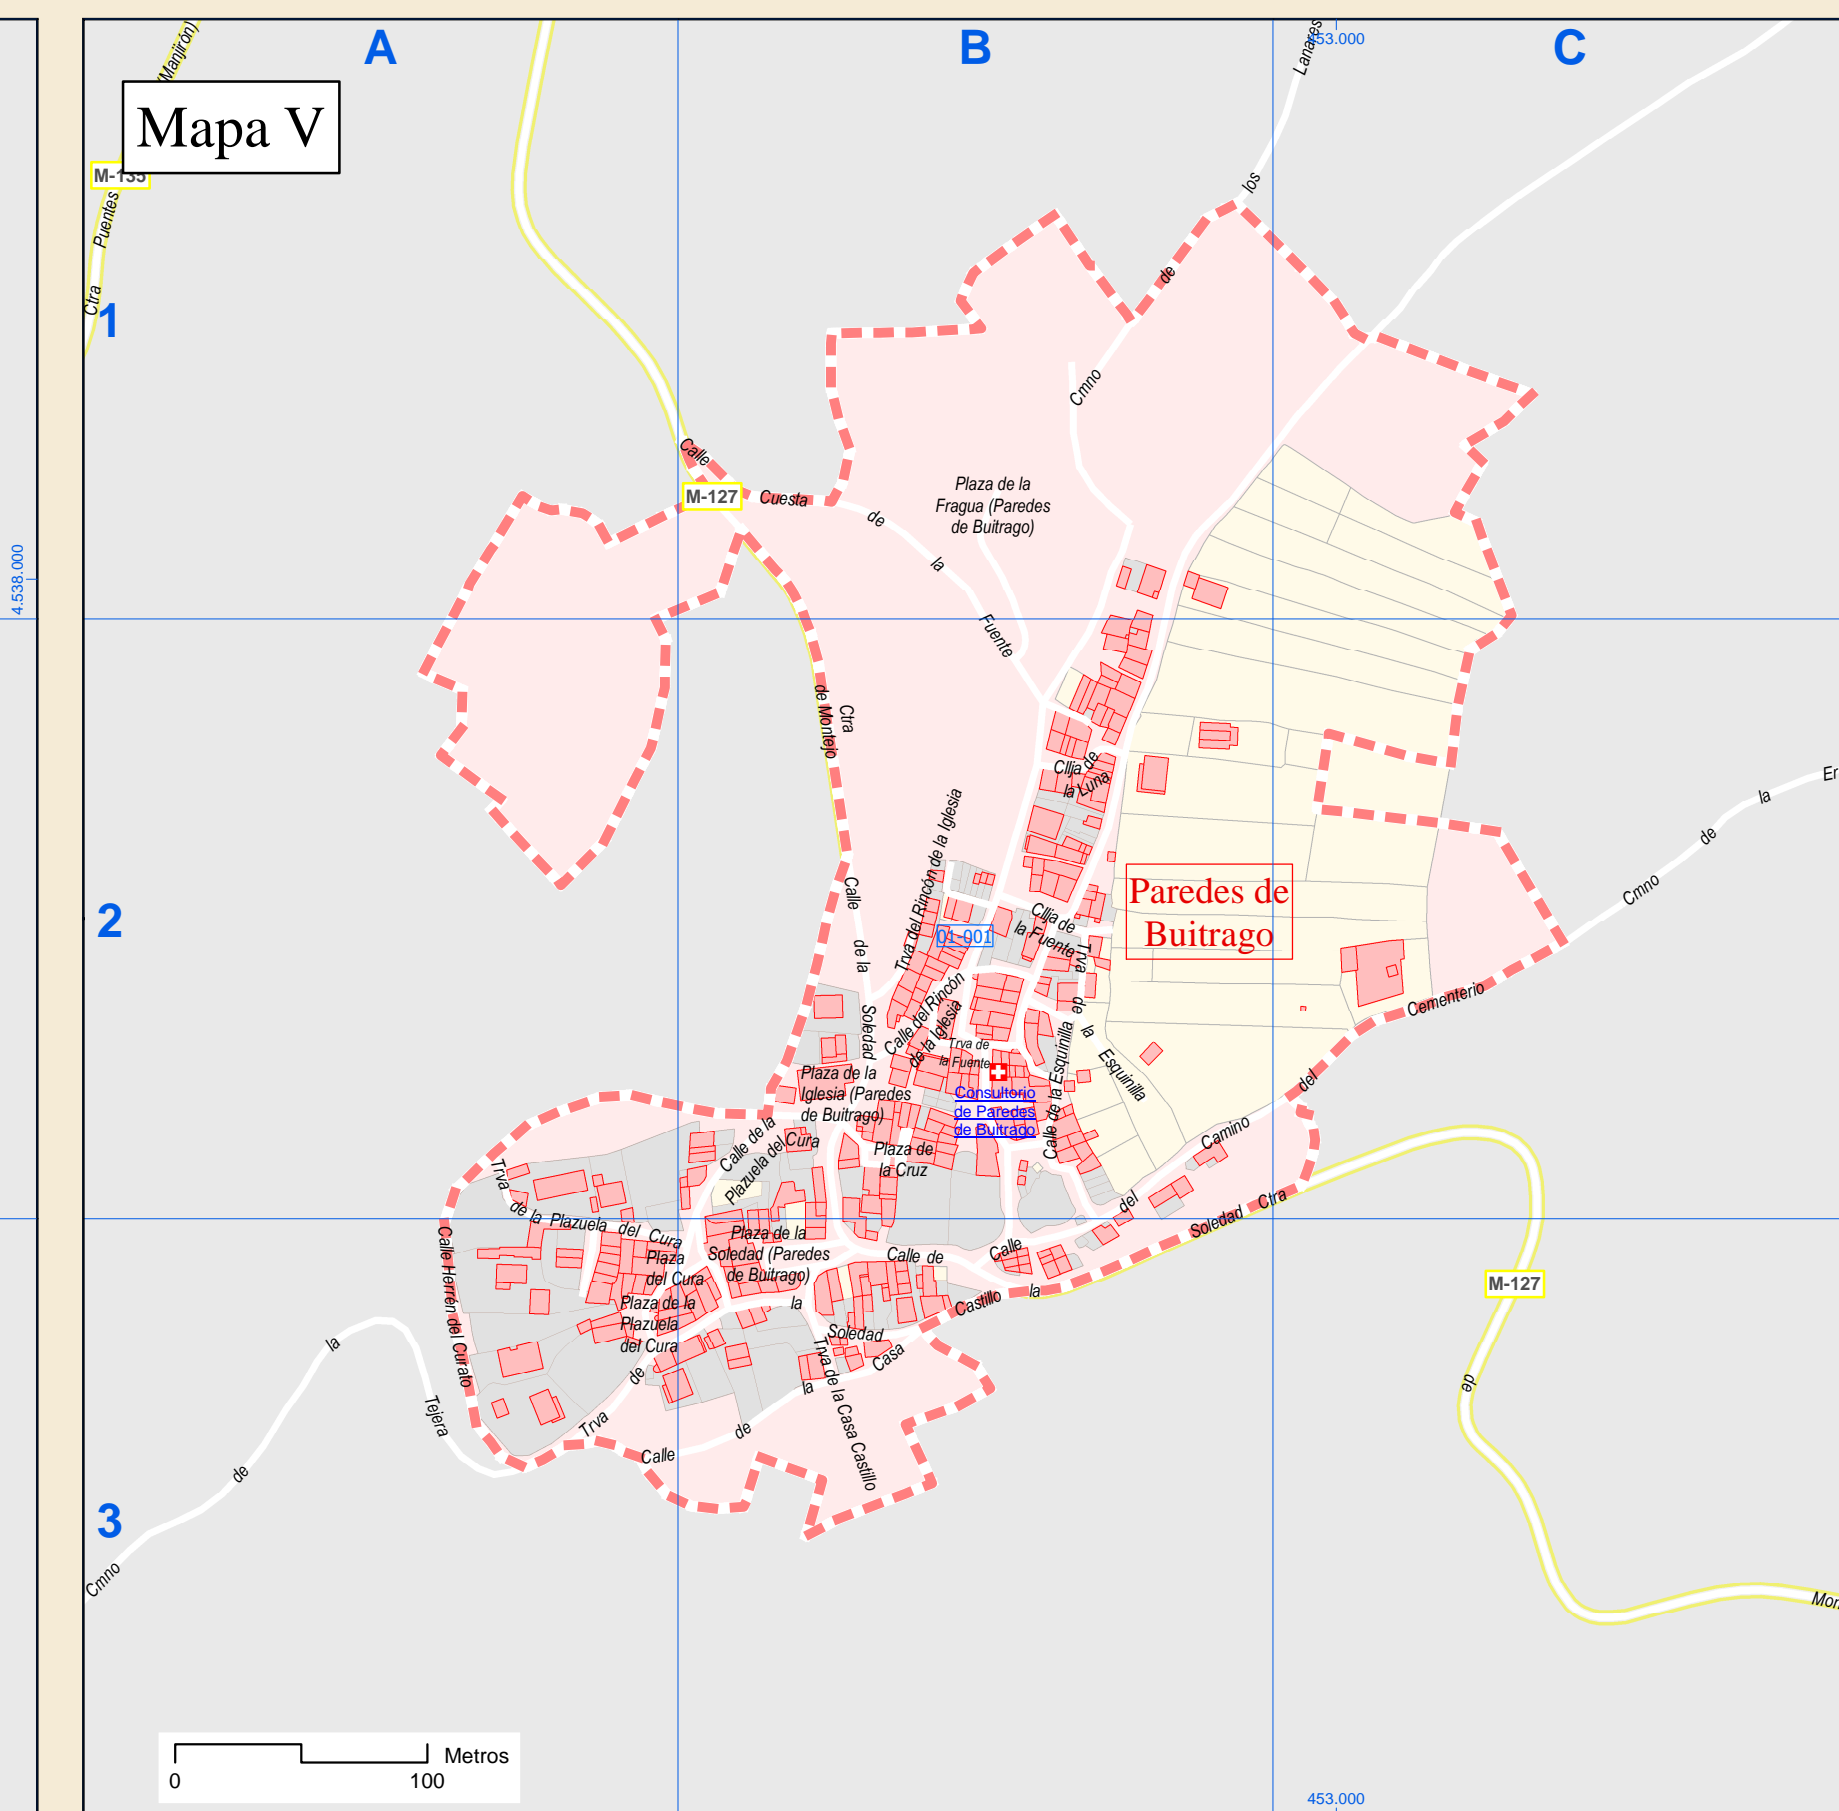 A
B
C
453.000
Lanares
(Manjirón)
Mapa V
M-135
Puentes
Ctra
1
los
de
Cmno
Calle
M-127
Cuesta
de
la
Fuente
Plaza de la
Fragua (Paredes
de Buitrago)
4.538.000
Ctra
de Montejo
Cllja de
la Luna
Trva del Rincón de la Iglesia
Calle
de la
Soledad
2
01-001
Cllja de
la Fuente
Paredes de
Buitrago
Trva
de
la
Esquinilla
Cmno
de
la
Er
Cementerio
del
Camino
del
Calle
Calle del Rincón
de la Iglesia
Trva de
la Fuente
Calle de la Esquinilla
Plaza de la
Iglesia (Paredes
de Buitrago)
Consultorio
de Paredes
de Buitrago
Calle de la
Plazuela del Cura
Plaza de
la Cruz
Trva
de la
Plazuela
del
Cura
Plaza
del Cura
Plaza de la
Soledad (Paredes
de Buitrago)
Calle de
la
Soledad
Soledad
Ctra
Castillo
la
Plaza de la
Plazuela
del Cura
Calle Herrén del Curato
Trva
de
la
Soledad
Casa
la
de
Calle
Trva de la Casa Castillo
Cmno
de
la
Tejera
M-127
de
Mon
3
0
100
Metros
453.000